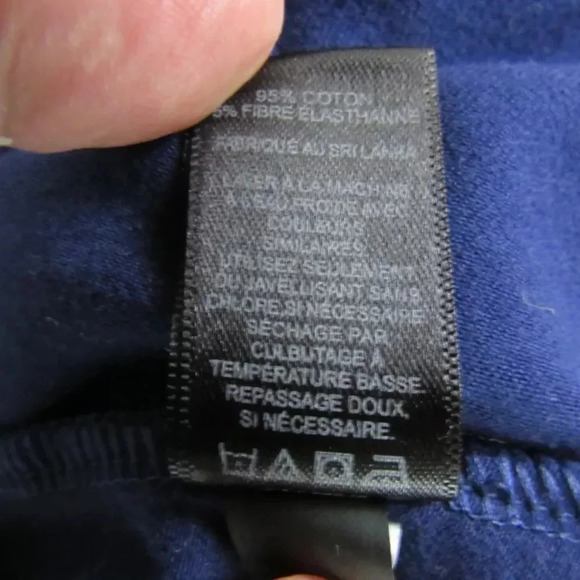 95% COTON
5% FIBRE ÉLASTHANNE
FABRIQUÉ AU SRI LANKA
LAVER À LA MACHINE
À L'EAU FROIDE AVEC
COULEURS
SIMILAIRES.
UTILISEZ SEULEMENT
DU JAVELLISANT SANS
CHLORE, SI NÉCESSAIRE
SÉCHAGE PAR
CULBUTAGE À
TEMPÉRATURE BASSE
REPASSAGE DOUX,
SI NÉCESSAIRE.